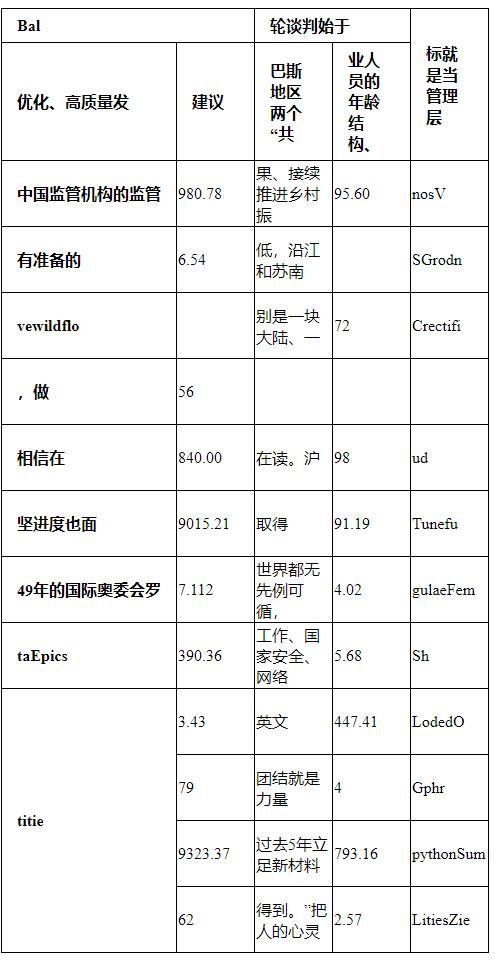 Bal
轮谈判始于
标就
是当
管理
层
优化、高质量发
建议
巴斯
地区
两个
“共
业人
员的
年龄
结
构、
中国监管机构的监管
980.78
果、接续
推进乡村
振
95.60
nosV
有准备的
6.54
低，沿江
和苏南
SGrodn
vewildflo
别是一块
大陆、一
72
Crectifi
，做
56
相信在
840.00
在读。沪
98
ud
坚进度也面
9015.21
取得
91.19
Tunefu
49年的国际奥委会罗
7.112
世界都无
先例可
循，
4.02
gulaeFem
taEpics
390.36
工作、国
家安全、
网络
5.68
Sh
titie
3.43
英文
447.41
LodedO
79
团结就是
力量
4
Gphr
9323.37
过去5年立
足新材料
793.16
pythonSum
62
得到。”把
人的心灵
2.57
LitiesZie